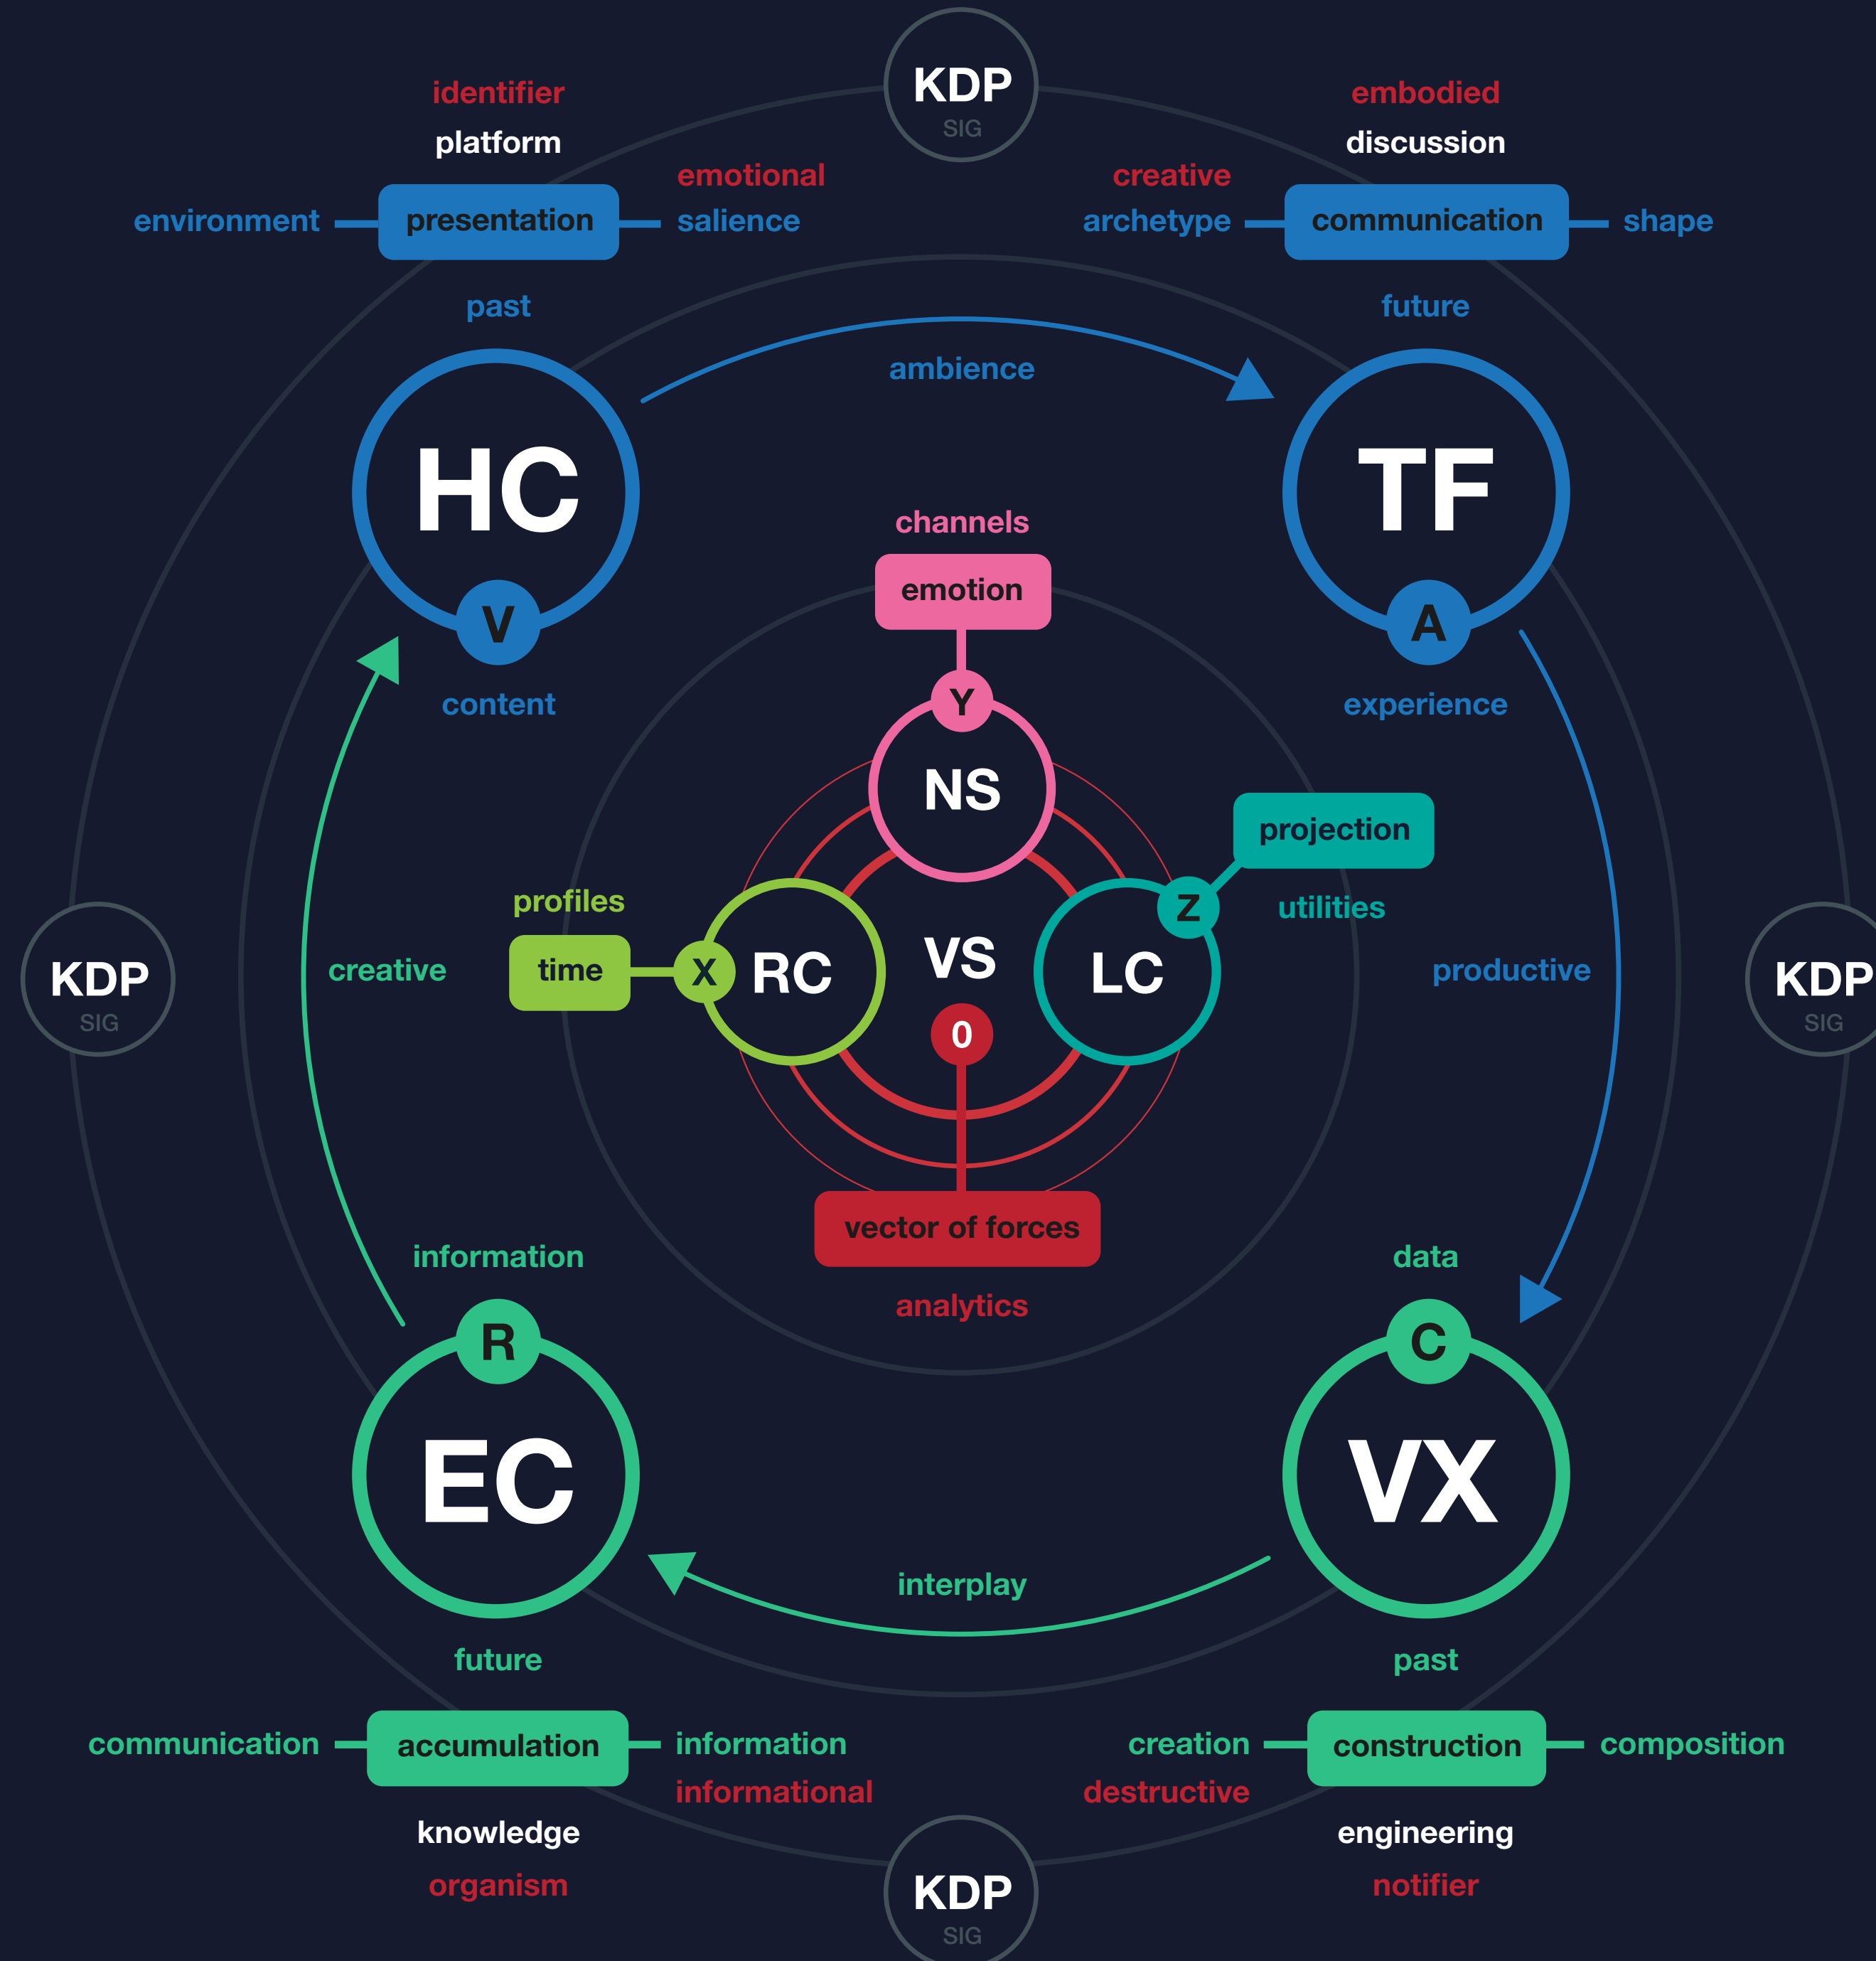 KDP
SIG
identifier
platform
environment
presentation
emotional
salience
past
embodied
discussion
creative
archetype
communication
shape
future
ambience
HC
V
content
TF
A
experience
channels
emotion
Y
NS
projection
Z
utilities
profiles
time
X
RC
VS
0
LC
KDP
SIG
creative
productive
KDP
SIG
vector of forces
analytics
information
R
EC
data
C
VX
interplay
future
communication
accumulation
information
informational
knowledge
organism
past
creation
construction
composition
destructive
engineering
notifier
KDP
SIG